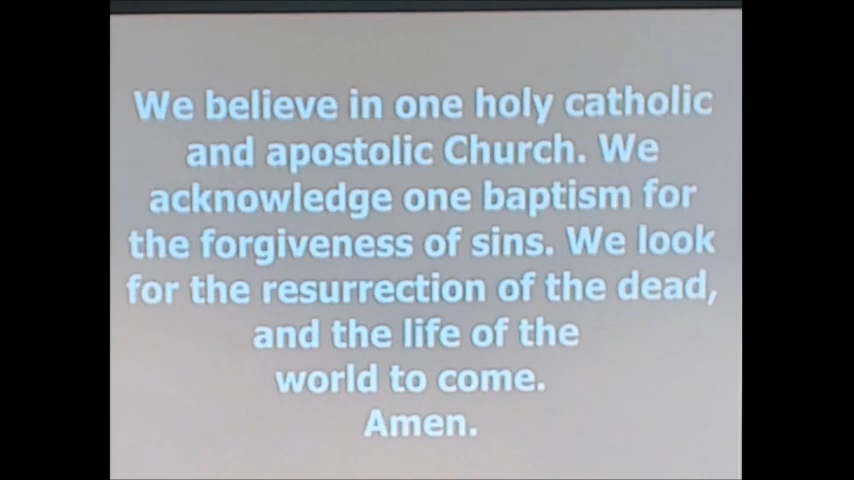 We believe in one holy catholic
and apostolic Church. We
acknowledge one baptism for
the forgiveness of sins. We look
for the resurrection of the dead,
and the life of the
world to come.
Amen.